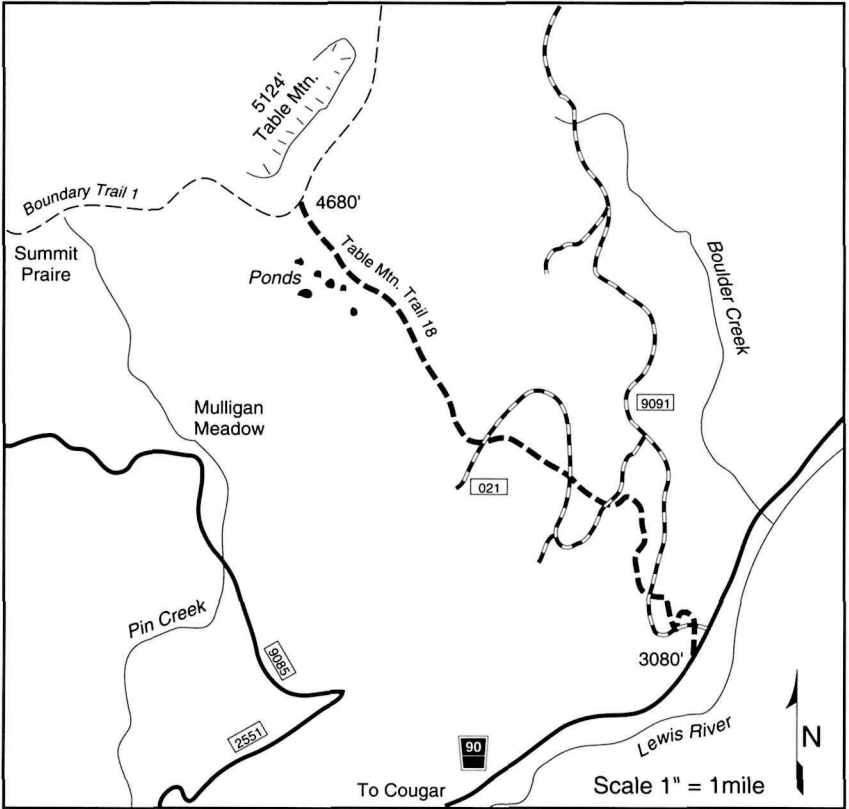 5124'
Table Mtn.
Boundary Trail 1
4680'
Summit
Praire
Ponds
Table Mtn. Trail 18
Boulder Creek
9091
Mulligan
Meadow
021
Pin Creek
9085
3080'
2551
90
Lewis River
N
To Cougar
Scale 1" = 1mile